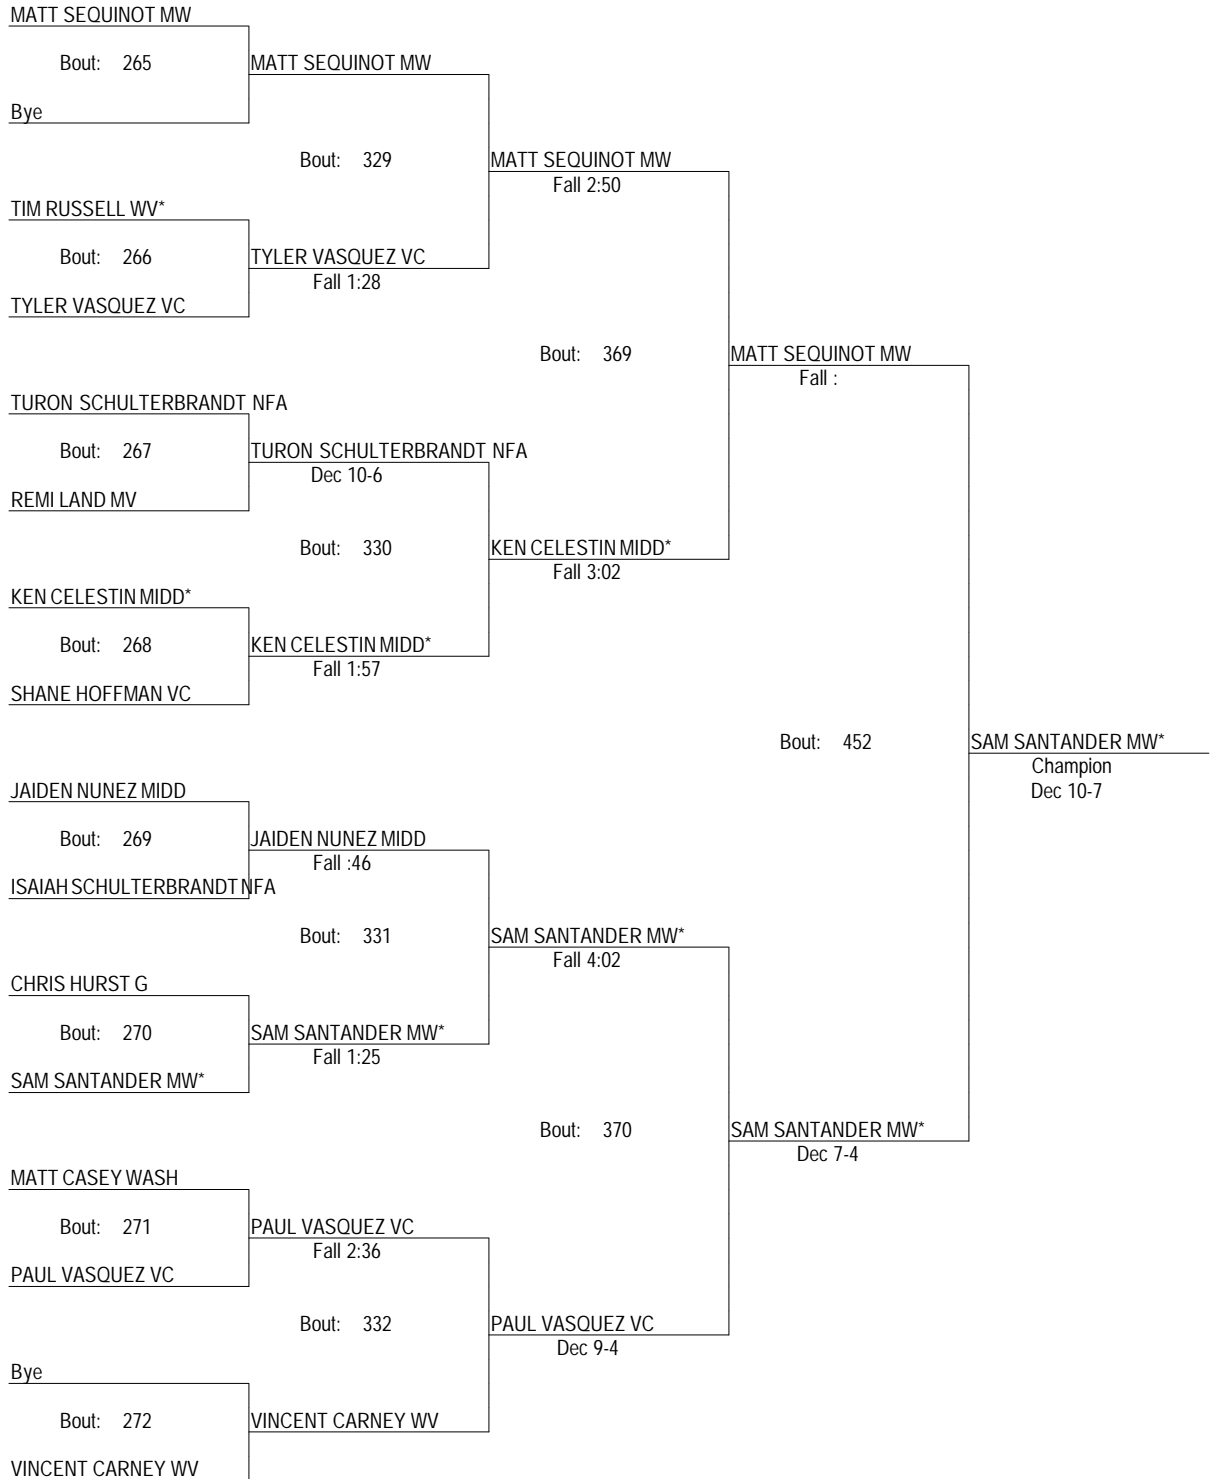 MATT SEQUINOT MW
Bout: 265 MATT SEQUINOT MW
Bye
Bout: 329 MATT SEQUINOT MW
Fall 2:50
TIM RUSSELL WV*
Bout: 266 TYLER VASQUEZ VC
Fall 1:28
TYLER VASQUEZ VC
Bout: 369 MATT SEQUINOT MW
Fall :
TURON SCHULTERBRANDT NFA
Bout: 267 TURON SCHULTERBRANDT NFA
Dec 10-6
REMI LAND MV
Bout: 330 KEN CELESTIN MIDD*
Fall 3:02
KEN CELESTIN MIDD*
Bout: 268 KEN CELESTIN MIDD*
Fall 1:57
SHANE HOFFMAN VC
Bout: 452 SAM SANTANDER MW*
Champion
Dec 10-7
JAIDEN NUNEZ MIDD
Bout: 269 JAIDEN NUNEZ MIDD
Fall :46
ISAIAH SCHULTERBRANDT NFA
Bout: 331 SAM SANTANDER MW*
Fall 4:02
CHRIS HURST G
Bout: 270 SAM SANTANDER MW*
Fall 1:25
SAM SANTANDER MW*
Bout: 370 SAM SANTANDER MW*
Dec 7-4
MATT CASEY WASH
Bout: 271 PAUL VASQUEZ VC
Fall 2:36
PAUL VASQUEZ VC
Bout: 332 PAUL VASQUEZ VC
Dec 9-4
Bye
Bout: 272 VINCENT CARNEY WV
VINCENT CARNEY WV